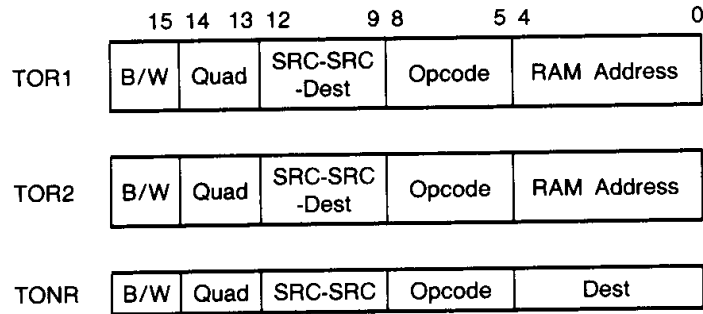 15 14 13 12 9 8 5 4 0
TOR1 B/W Quad SRC-SRC -Dest Opcode RAM Address
TOR2 B/W Quad SRC-SRC -Dest Opcode RAM Address
TONR B/W Quad SRC-SRC Opcode Dest